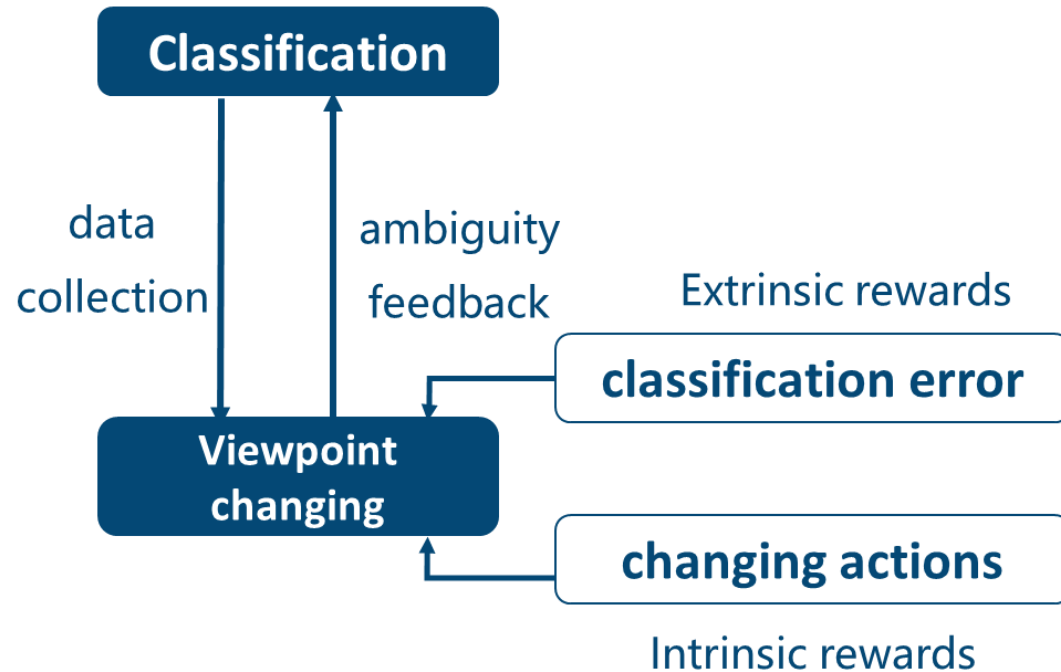 Classification
data
collection
ambiguity
feedback
Extrinsic rewards
classification error
Viewpoint
changing
changing actions
Intrinsic rewards